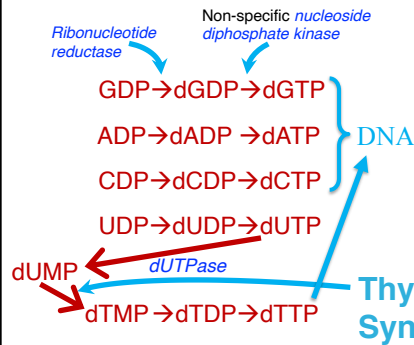 Ribonucleotide
reductase
Non-specific nucleoside
diphosphate kinase
GDP→dGDP→dGTP
ADP→dADP →dATP
CDP→dCDP→dCTP
DNA
UDP→dUDP→dUTP
dUMP
dUTPase
dTMP→dTDP→dTTP
Thy
Syn